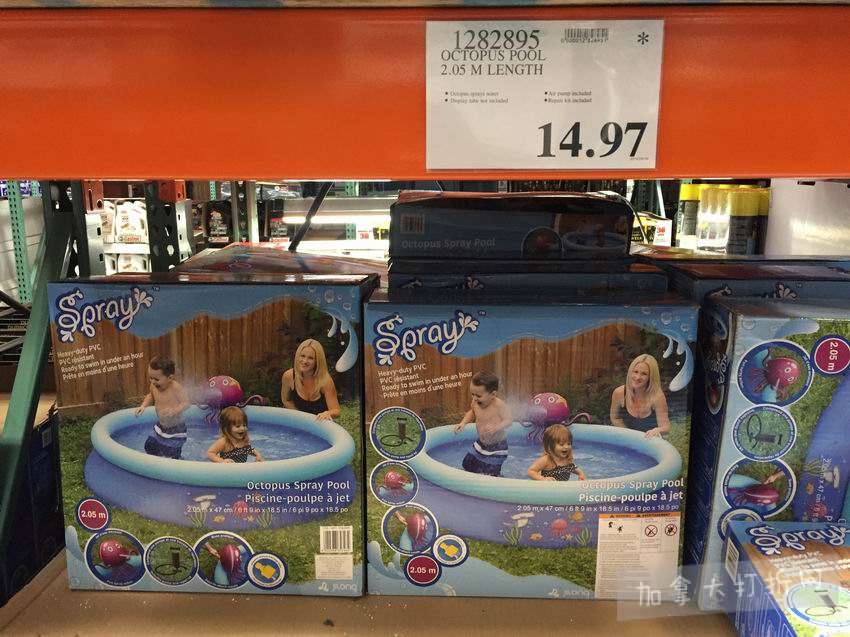 1282895
*
OCTOPUS POOL
2.05 M LENGTH
• Octopus sprays water
• Display tube not included
• Air pump included
• Repair kit included
14.97
Octopus Spray Pool
Spray™
Heavy-duty PVC
PVC résistant
Ready to swim in under an hour
Prête en moins d'une heure
Octopus Spray Pool
Piscine-poulpe à jet
2.05 m x 47 cm / 6 ft 9 in x 18.5 in / 6 pi 9 po x 18.5 po
2.05 m
JILONG
Spray™
Heavy-duty PVC
PVC résistant
Ready to swim in under an hour
Prête en moins d'une heure
Octopus Spray Pool
Piscine-poulpe à jet
2.05 m x 47 cm / 6 ft 9 in x 18.5 in / 6 pi 9 po x 18.5 po
2.05 m
JILONG
2.05 m
Spray
加拿大打折网